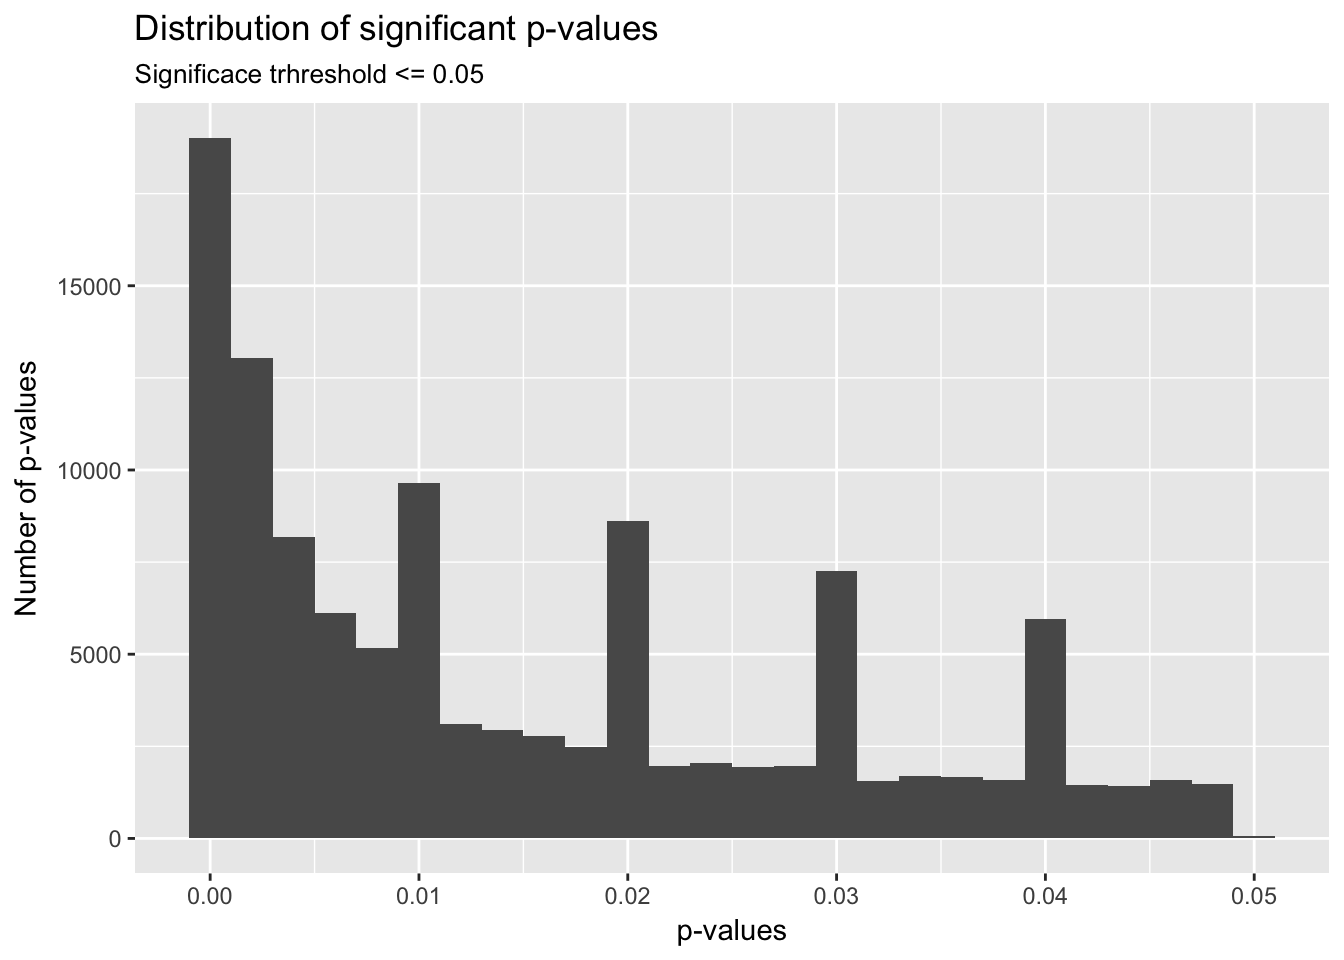 Distribution of significant p-values
Significace trhreshold <= 0.05
Number of p-values
15000
10000
5000
0
0.00 0.01 0.02 0.03 0.04 0.05
p-values